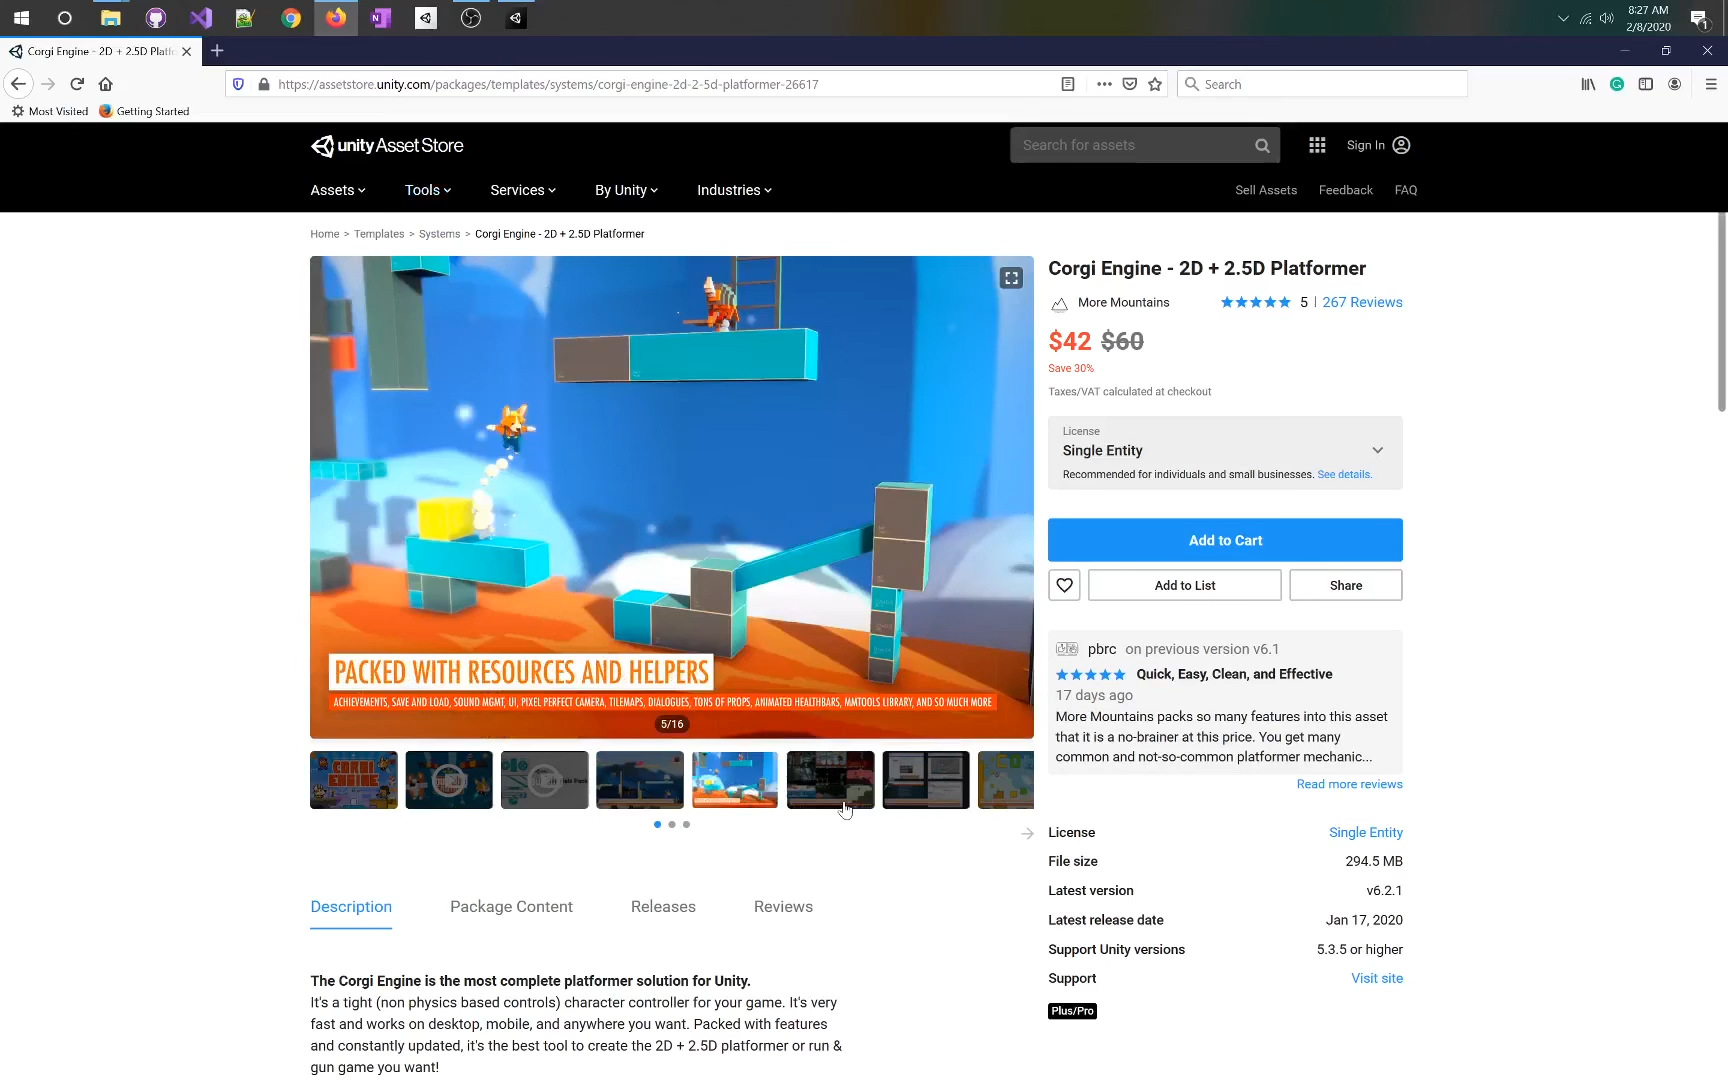 8:27 AM
2/8/2020
1
Corgi Engine - 2D + 2.5D Platf
https://assetstore.unity.com/packages/templates/systems/corgi-engine-2d-2-5d-platformer-26617
Search
Most Visited
Getting Started
unity Asset Store
Search for assets
Sign In
Assets
Tools
Services
By Unity
Industries
Sell Assets
Feedback
FAQ
Home > Templates > Systems > Corgi Engine - 2D + 2.5D Platformer
PACKED WITH RESOURCES AND HELPERS
ACHIEVEMENTS, SAVE AND LOAD, SOUND MGMT, UI, PIXEL PERFECT CAMERA, TILEMAPS, DIALOGUES, TONS OF PROPS, ANIMATED HEALTHBARS, MMTOOLS LIBRARY, AND SO MUCH MORE
5/16
CORGI
ENGINE
Corgi Engine - 2D + 2.5D Platformer
More Mountains
5 | 267 Reviews
$42 $60
Save 30%
Taxes/VAT calculated at checkout
License
Single Entity
Recommended for individuals and small businesses. See details.
Add to Cart
Add to List
Share
pbrc on previous version v6.1
Quick, Easy, Clean, and Effective
17 days ago
More Mountains packs so many features into this asset
that it is a no-brainer at this price. You get many
common and not-so-common platformer mechanic...
Read more reviews
License Single Entity
File size 294.5 MB
Latest version v6.2.1
Latest release date Jan 17, 2020
Support Unity versions 5.3.5 or higher
Support Visit site
Plus/Pro
Description
Package Content
Releases
Reviews
The Corgi Engine is the most complete platformer solution for Unity.
It's a tight (non physics based controls) character controller for your game. It's very
fast and works on desktop, mobile, and anywhere you want. Packed with features
and constantly updated, it's the best tool to create the 2D + 2.5D platformer or run &
gun game you want!